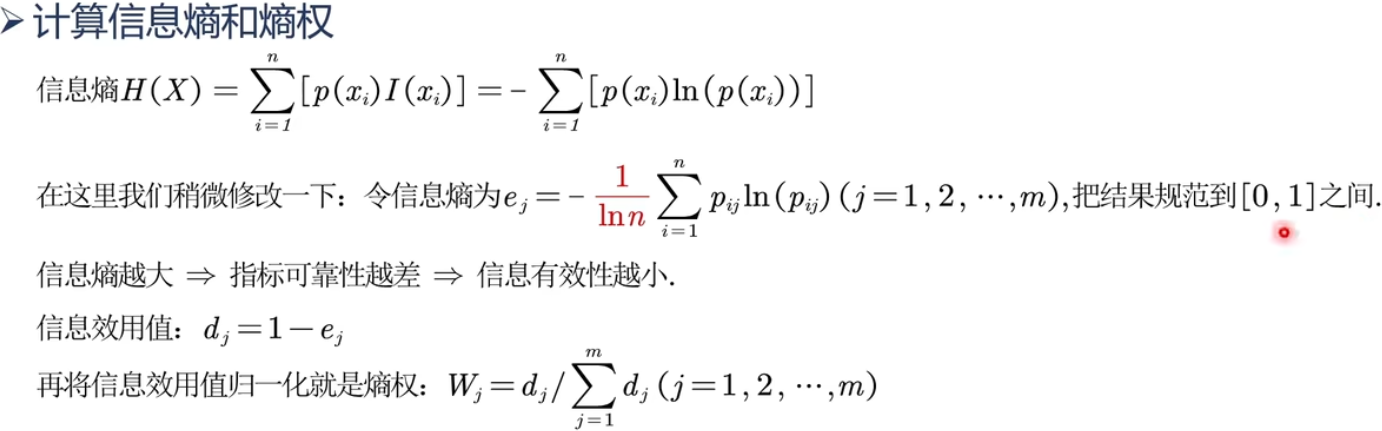 ➢ 计算信息熵和熵权
信息熵H(X) = \sum_{i=1}^{n}[p(x_i)I(x_i)] = - \sum_{i=1}^{n}[p(x_i)ln(p(x_i))]
在这里我们稍微修改一下：令信息熵为e_j = - \frac{1}{ln n} \sum_{i=1}^{n} p_{ij}ln(p_{ij}) (j=1,2,⋯,m),把结果规范到[0,1]之间.
信息熵越大 ⇒ 指标可靠性越差 ⇒ 信息有效性越小.
信息效用值：d_j = 1 − e_j
再将信息效用值归一化就是熵权：W_j = d_j / \sum_{j=1}^{m} d_j (j=1,2,⋯,m)